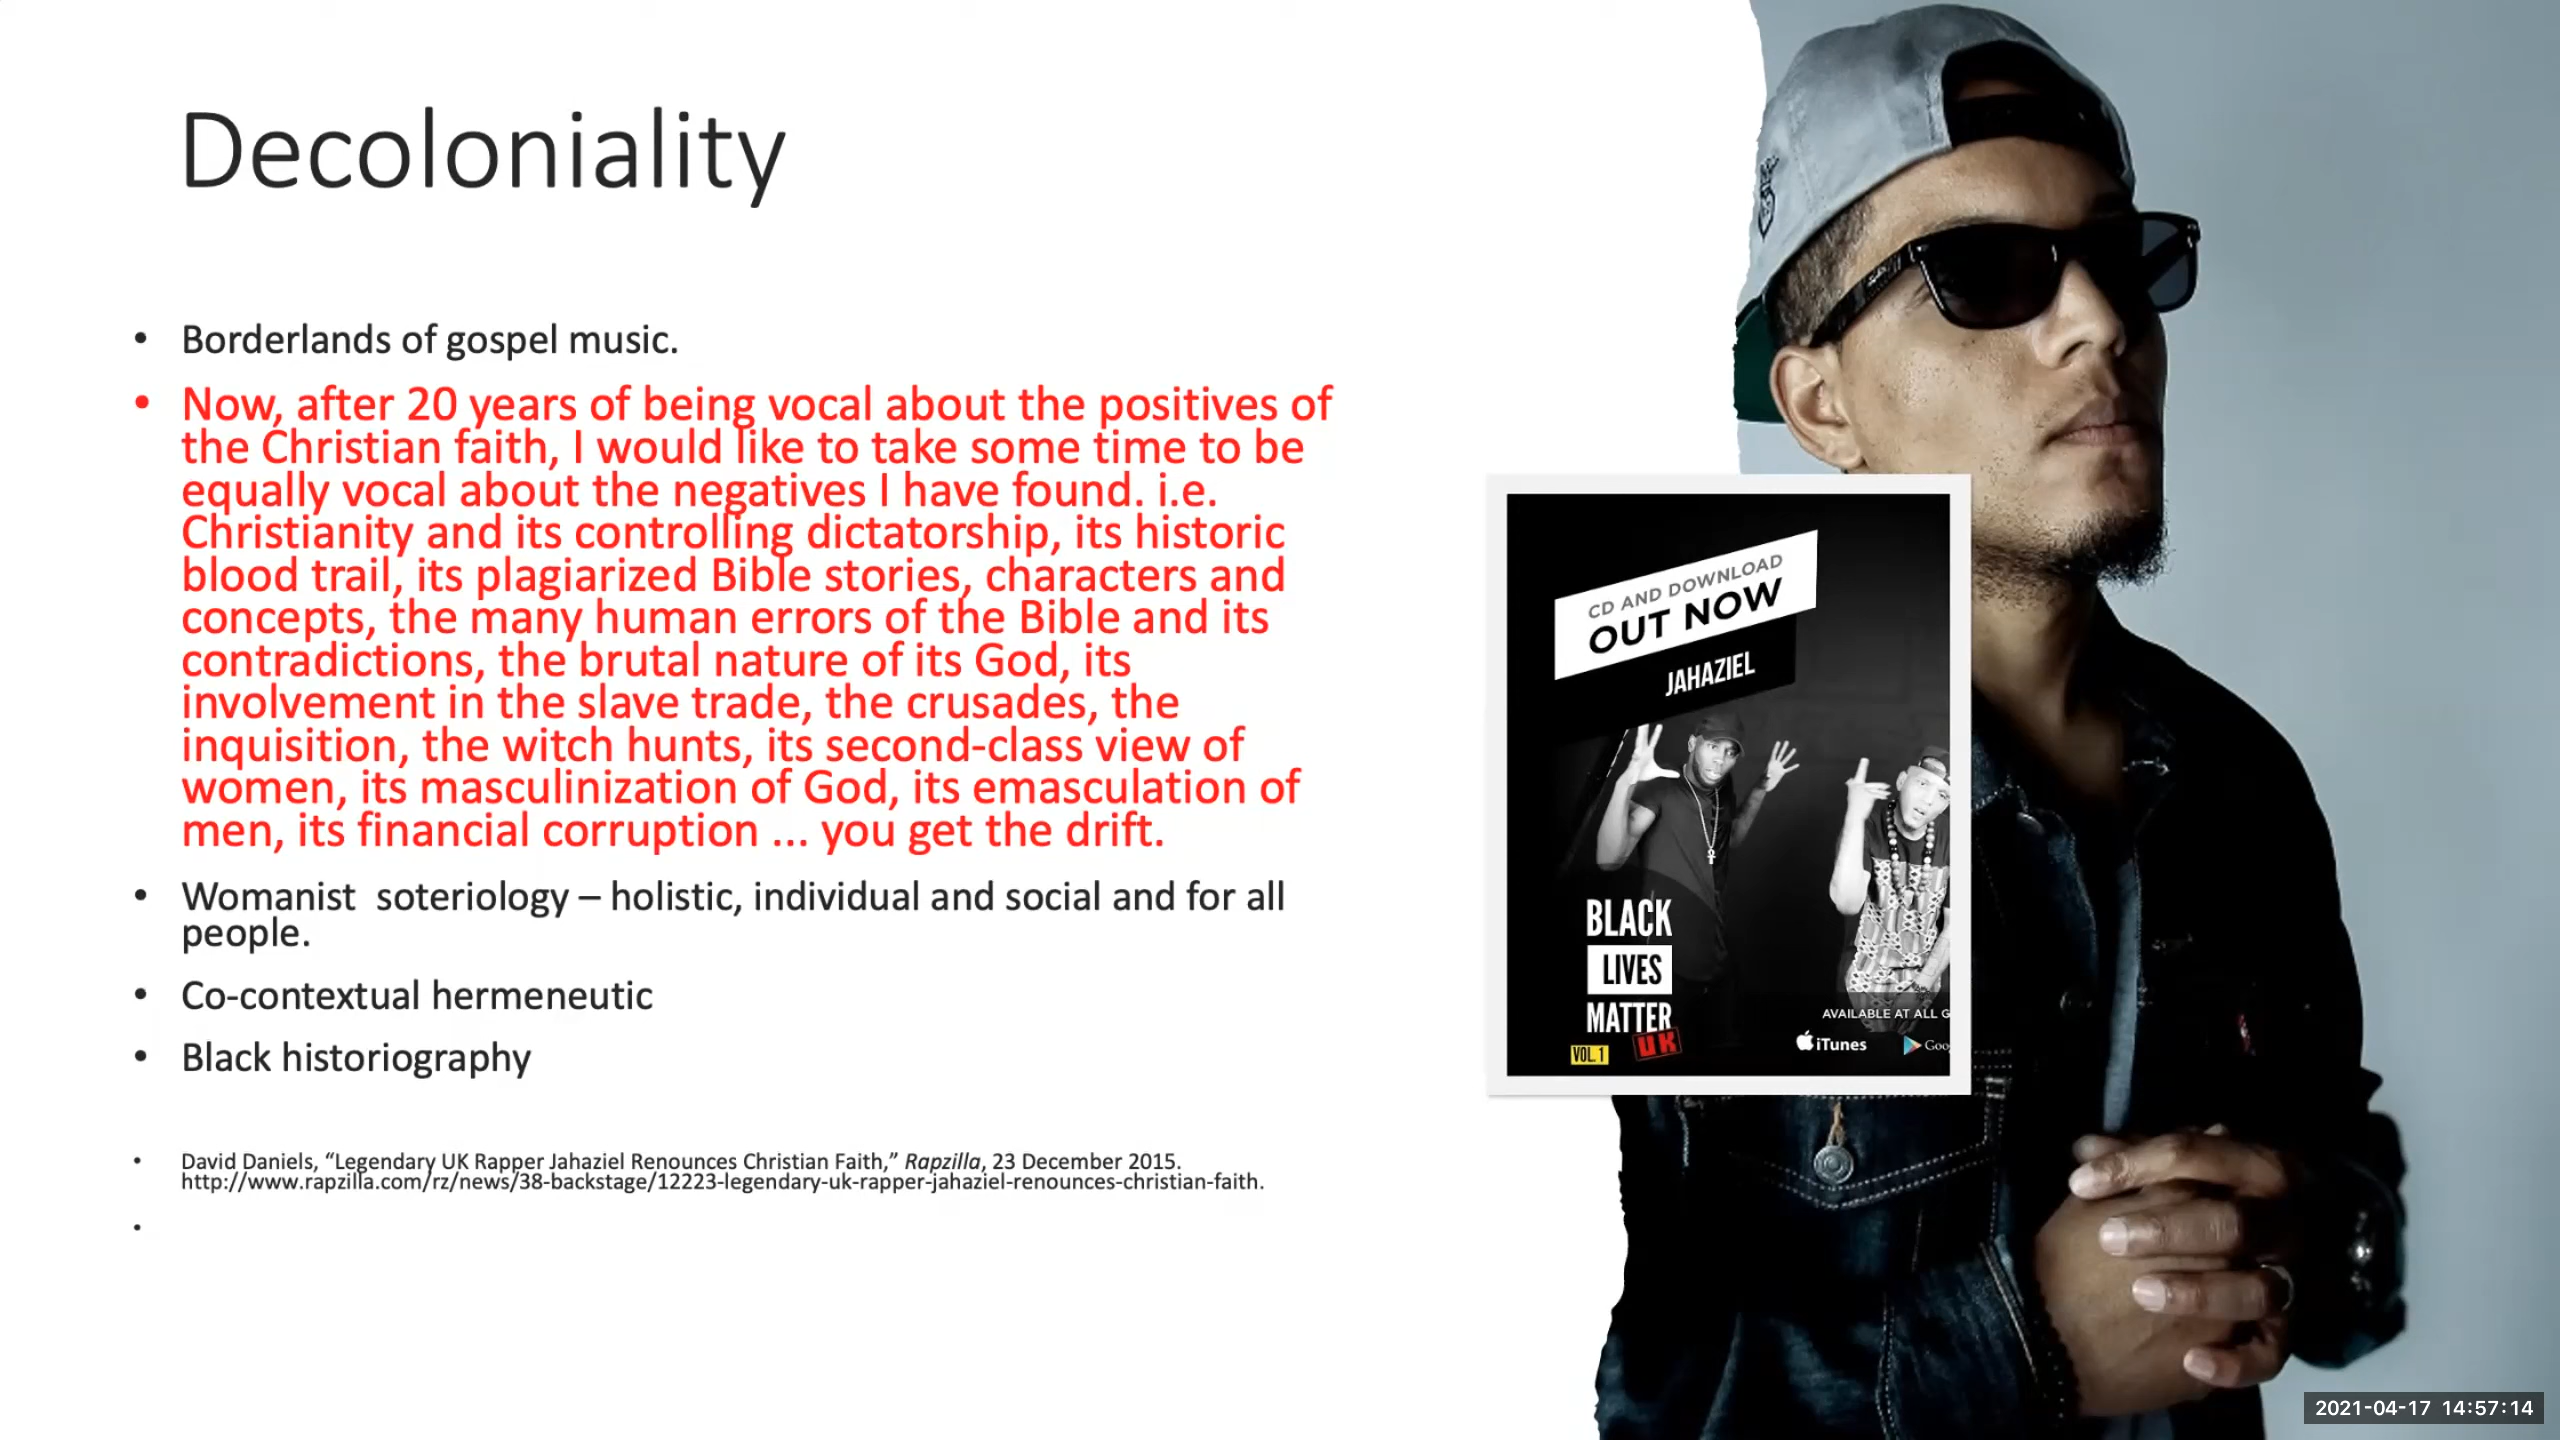 Decoloniality
• Borderlands of gospel music.
• Now, after 20 years of being vocal about the positives of
the Christian faith, I would like to take some time to be
equally vocal about the negatives I have found. i.e.
Christianity and its controlling dictatorship, its historic
blood trail, its plagiarized Bible stories, characters and
concepts, the many human errors of the Bible and its
contradictions, the brutal nature of its God, its
involvement in the slave trade, the crusades, the
inquisition, the witch hunts, its second-class view of
women, its masculinization of God, its emasculation of
men, its financial corruption ... you get the drift.
• Womanist  soteriology – holistic, individual and social and for all
people.
• Co-contextual hermeneutic
• Black historiography
• David Daniels, “Legendary UK Rapper Jahaziel Renounces Christian Faith,” Rapzilla, 23 December 2015.
http://www.rapzilla.com/rz/news/38-backstage/12223-legendary-uk-rapper-jahaziel-renounces-christian-faith.
•
CD AND DOWNLOAD
OUT NOW
JAHAZIEL
BLACK
LIVES
MATTER
UK
VOL.1
AVAILABLE AT ALL G
iTunes
Goo
2021-04-17 14:57:14